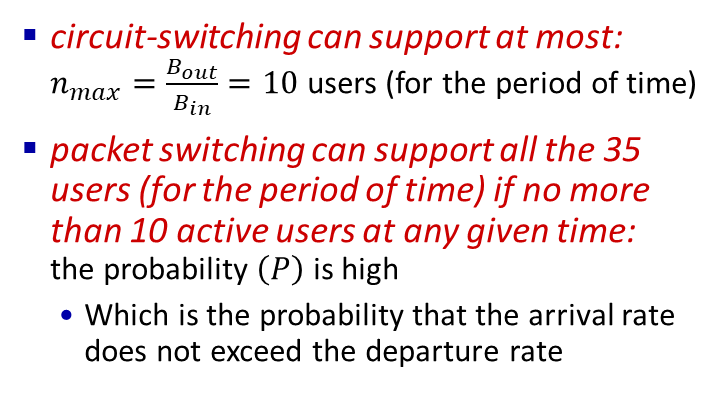 ▪ circuit-switching can support at most:
$n_{max} = \frac{B_{out}}{B_{in}} = 10$ users (for the period of time)
▪ packet switching can support all the 35
users (for the period of time) if no more
than 10 active users at any given time:
the probability $(P)$ is high
• Which is the probability that the arrival rate
does not exceed the departure rate